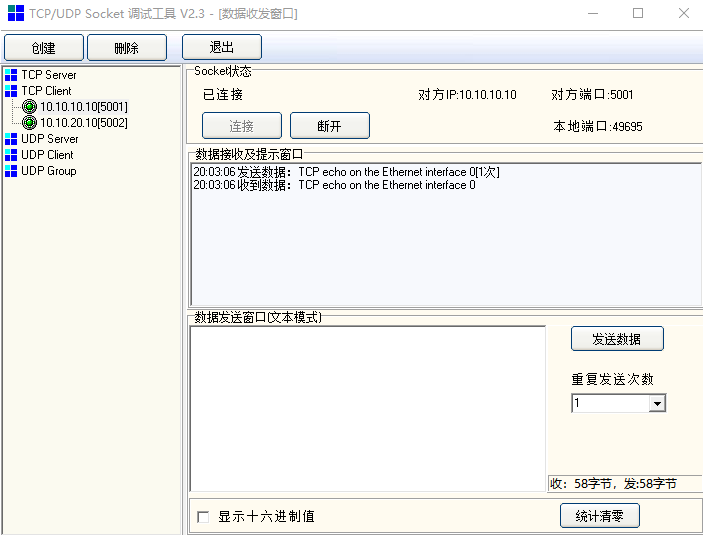 TCP/UDP Socket 调试工具 V2.3 - [数据收发窗口]
创建 删除 退出
TCP Server
TCP Client
10.10.10.10[5001]
10.10.20.10[5002]
UDP Server
UDP Client
UDP Group
Socket状态
已连接 对方IP:10.10.10.10 对方端口:5001
连接 断开 本地端口:49695
数据接收及提示窗口
20:03:06 发送数据：TCP echo on the Ethernet interface 0[1次]
20:03:06 收到数据：TCP echo on the Ethernet interface 0
数据发送窗口(文本模式)
发送数据
重复发送次数
1
收：58字节，发:58字节
显示十六进制值 统计清零